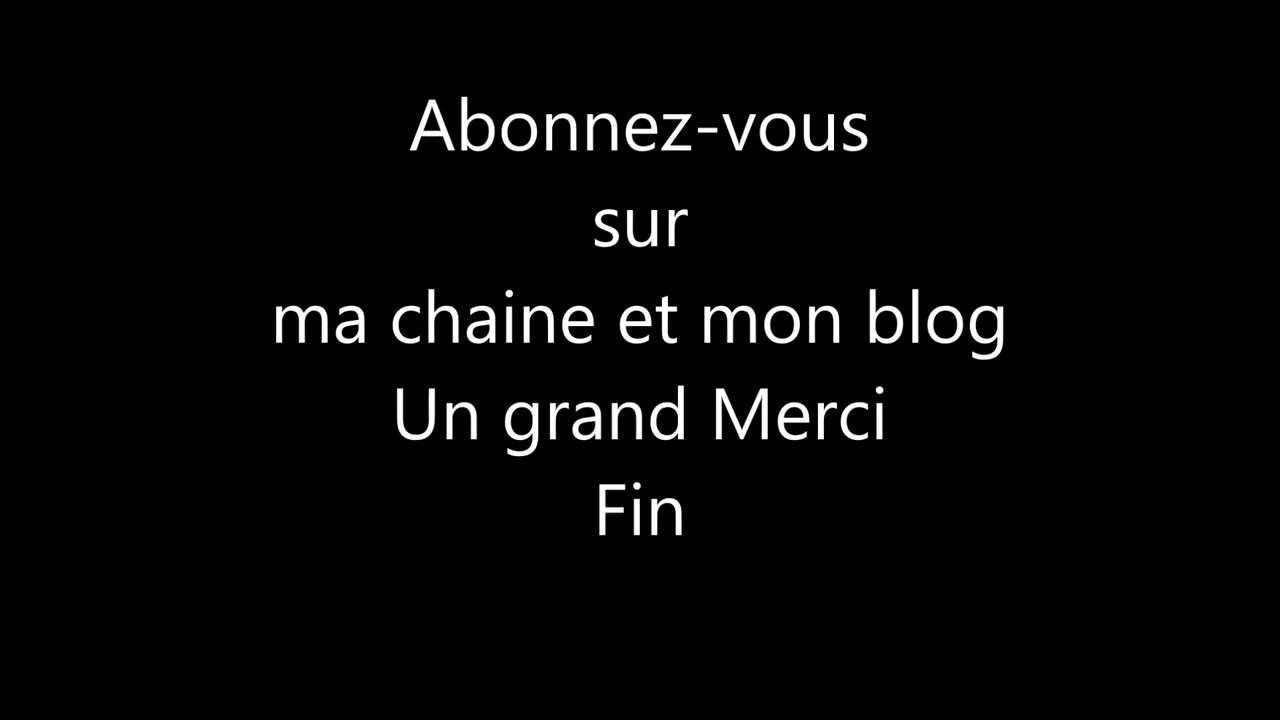 Abonnez-vous
sur
ma chaine et mon blog
Un grand Merci
Fin